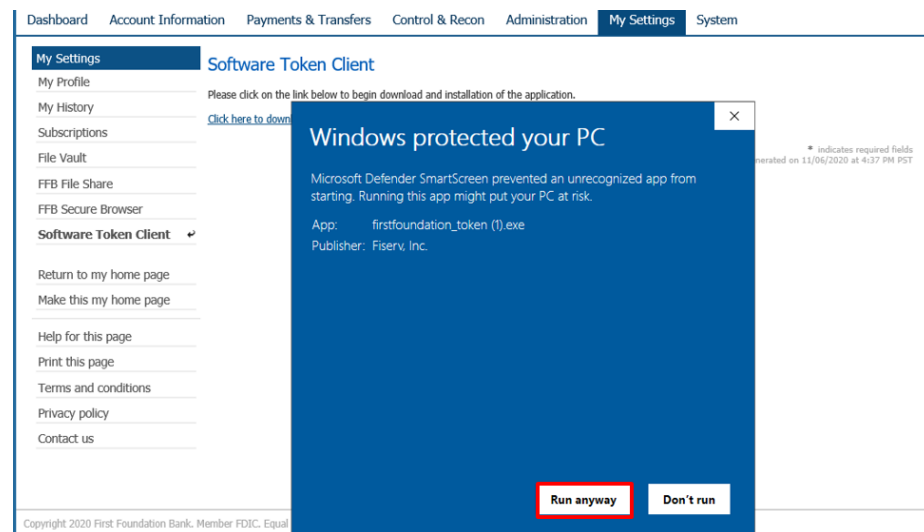 Dashboard Account Information Payments & Transfers Control & Recon Administration My Settings System
My Settings
My Profile
My History
Subscriptions
File Vault
FFB File Share
FFB Secure Browser
Software Token Client
Return to my home page
Make this my home page
Help for this page
Print this page
Terms and conditions
Privacy policy
Contact us
Software Token Client
Please click on the link below to begin download and installation of the application.
Click here to down
* indicates required fields
nerated on 11/06/2020 at 4:37 PM PST
Windows protected your PC
Microsoft Defender SmartScreen prevented an unrecognized app from
starting. Running this app might put your PC at risk.
App: firstfoundation_token (1).exe
Publisher: Fiserv, Inc.
Run anyway Don't run
Copyright 2020 First Foundation Bank. Member FDIC. Equal